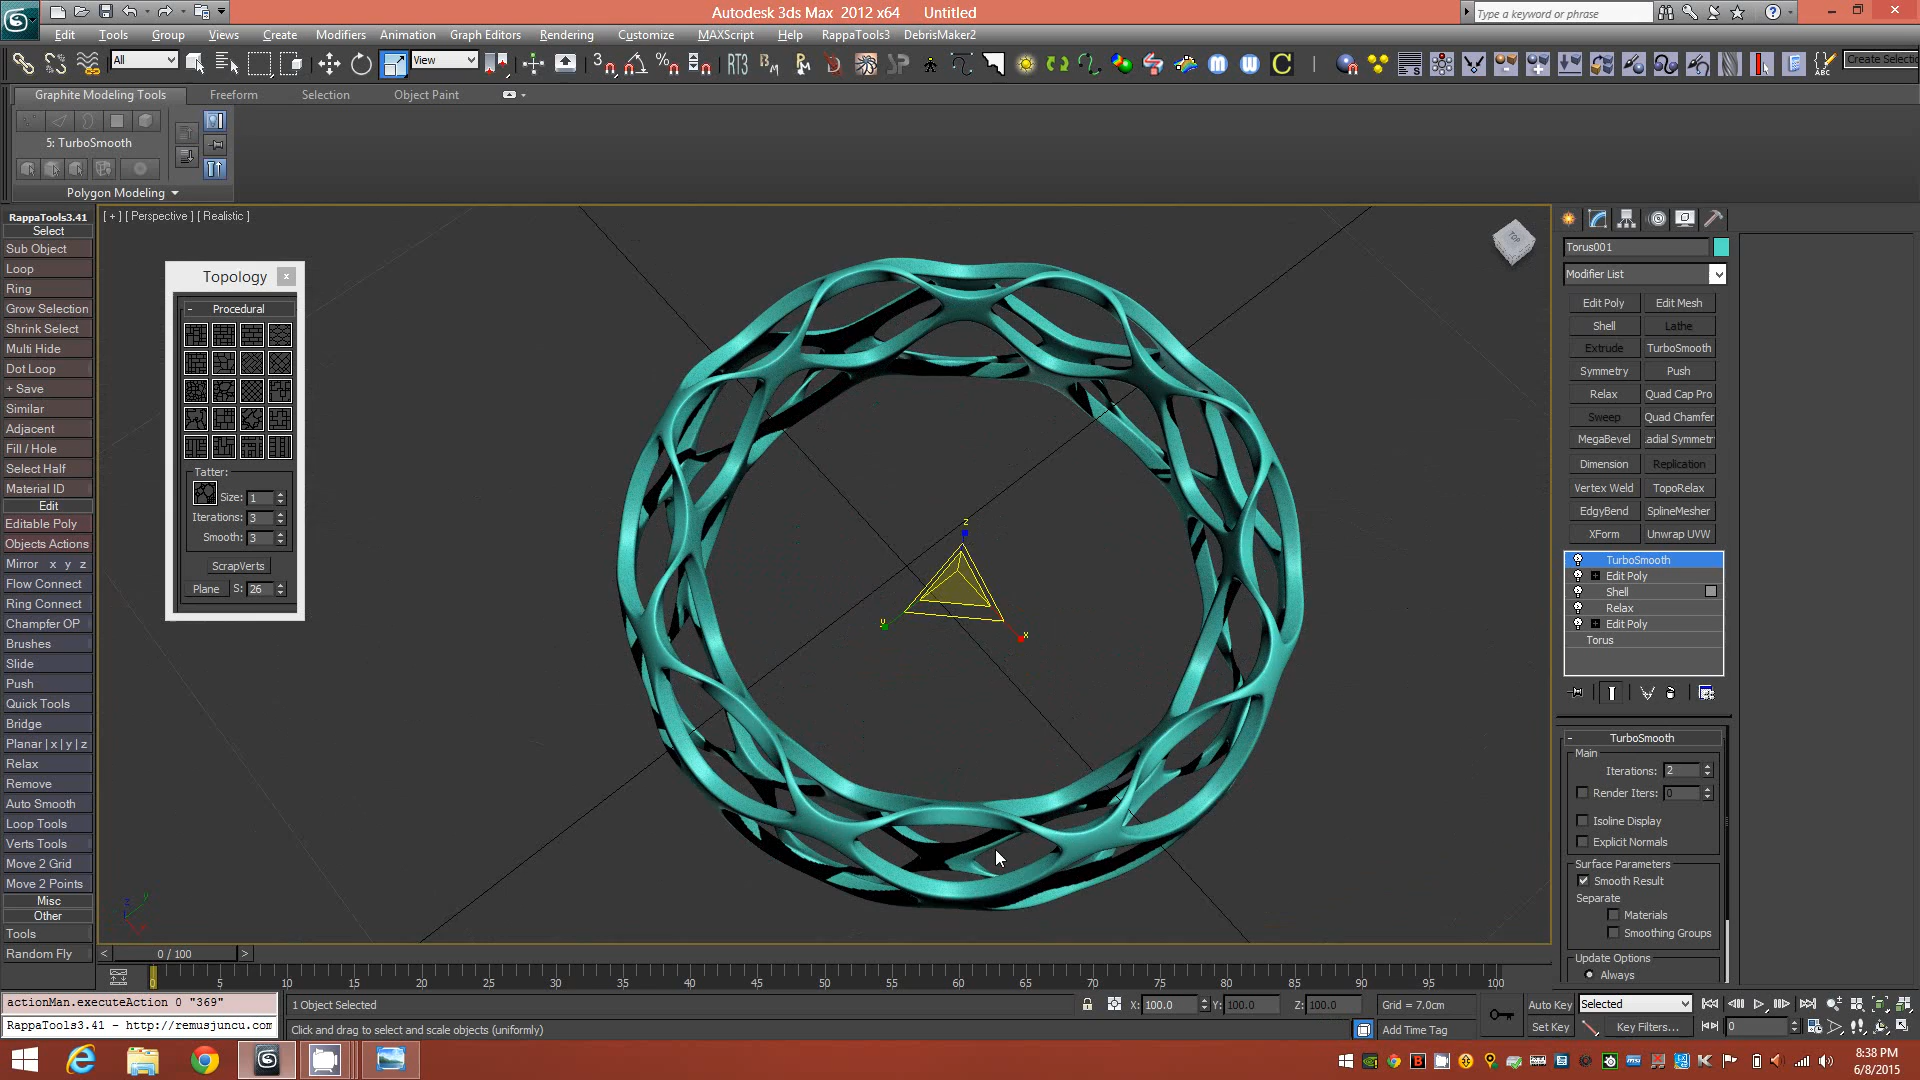 Autodesk 3ds Max 2012 x64 Untitled
Type a keyword or phrase
Edit Tools Group Views Create Modifiers Animation Graph Editors Rendering Customize MAXScript Help RappaTools3 DebrisMaker2
All View RT3 Create Selectio
Graphite Modeling Tools Freeform Selection Object Paint
5: TurboSmooth
Polygon Modeling
RappaTools3.41
Select
Sub Object
Loop
Ring
Grow Selection
Shrink Select
Multi Hide
Dot Loop
+ Save
Similar
Adjacent
Fill / Hole
Select Half
Material ID
Edit
Editable Poly
Objects Actions
Mirror x y z
Flow Connect
Ring Connect
Champfer OP
Brushes
Slide
Push
Quick Tools
Bridge
Planar | x | y | z
Relax
Remove
Auto Smooth
Loop Tools
Verts Tools
Move 2 Grid
Move 2 Points
Misc
Other
Tools
Random Fly
[ + ] [ Perspective ] [ Realistic ]
Topology x
- Procedural
Tatter:
Size: 1
Iterations: 3
Smooth: 3
ScrapVerts
Plane S: 26
TOP
z
y
x
Torus001
Modifier List
Edit Poly Edit Mesh
Shell Lathe
Extrude TurboSmooth
Symmetry Push
Relax Quad Cap Pro
Sweep Quad Chamfer
MegaBevel adial Symmetr
Dimension Replication
Vertex Weld TopoRelax
EdgyBend SplineMesher
XForm Unwrap UVW
TurboSmooth
Edit Poly
Shell
Relax
Edit Poly
Torus
- TurboSmooth
Main
Iterations: 2
Render Iters: 0
Isoline Display
Explicit Normals
Surface Parameters
Smooth Result
Separate
Materials
Smoothing Groups
Update Options
Always
< 0 / 100 >
0 5 10 15 20 25 30 35 40 45 50 55 60 65 70 75 80 85 90 95 100
actionMan.executeAction 0 "369"
RappaTools3.41 - http://remusjuncu.com
1 Object Selected
X: 100.0 Y: 100.0 Z: 100.0 Grid = 7.0cm
Click and drag to select and scale objects (uniformly)
Add Time Tag
Auto Key Selected
Set Key Key Filters... 0
8:38 PM
6/8/2015